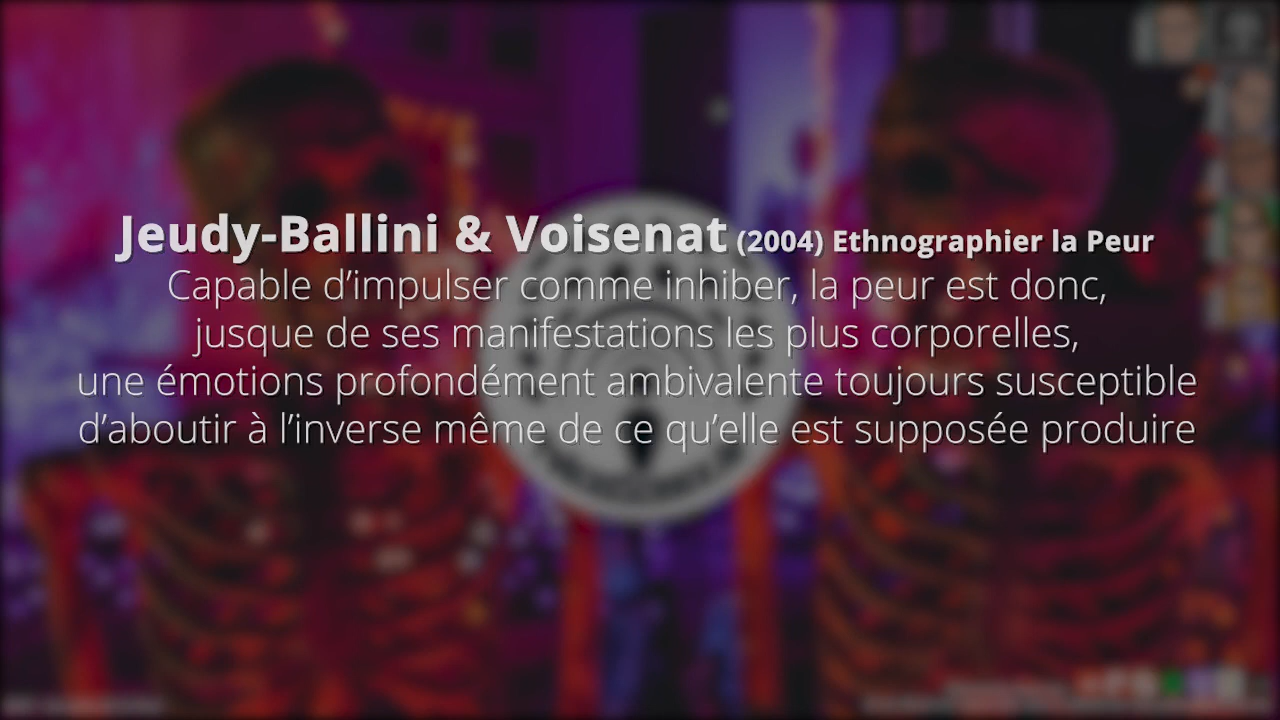 Jeudy-Ballini & Voisenat (2004) Ethnographier la Peur
Capable d’impulser comme inhiber, la peur est donc,
jusque de ses manifestations les plus corporelles,
une émotions profondément ambivalente toujours susceptible
d’aboutir à l’inverse même de ce qu’elle est supposée produire